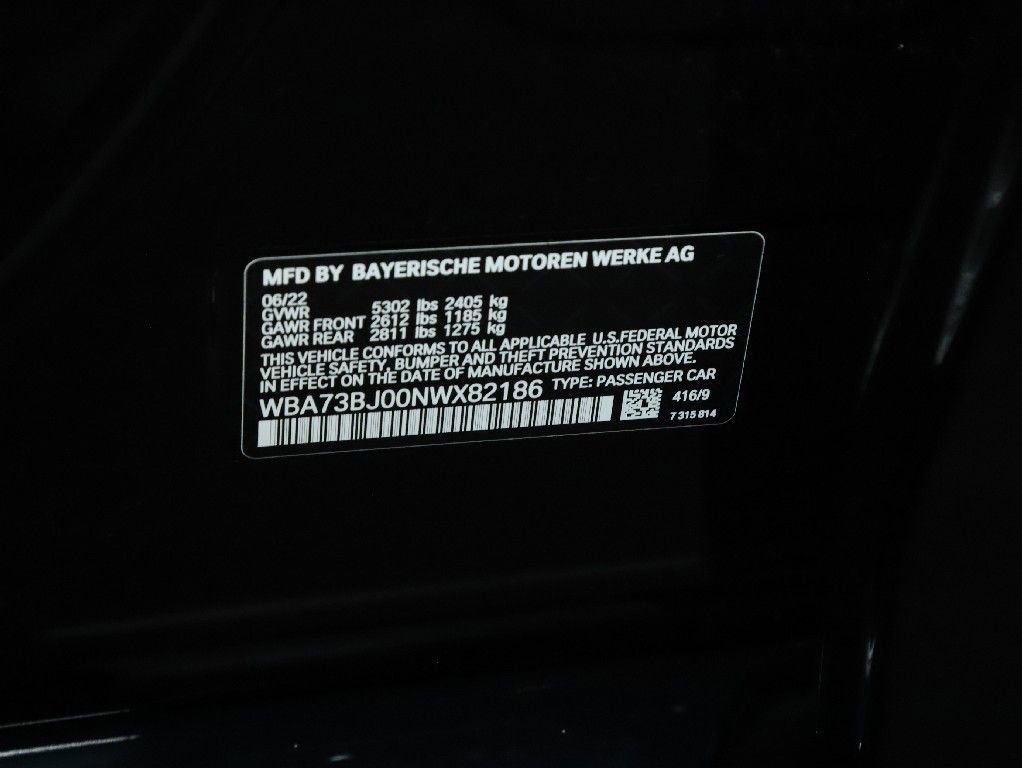 MFD BY BAYERISCHE MOTOREN WERKE AG
06/22
GVWR 5302 lbs 2405 kg
GAWR FRONT 2612 lbs 1185 kg
GAWR REAR 2811 lbs 1275 kg
THIS VEHICLE CONFORMS TO ALL APPLICABLE U.S.FEDERAL MOTOR
VEHICLE SAFETY, BUMPER AND THEFT PREVENTION STANDARDS
IN EFFECT ON THE DATE OF MANUFACTURE SHOWN ABOVE.
WBA73BJ00NWX82186 TYPE: PASSENGER CAR
416/9
7 315 814